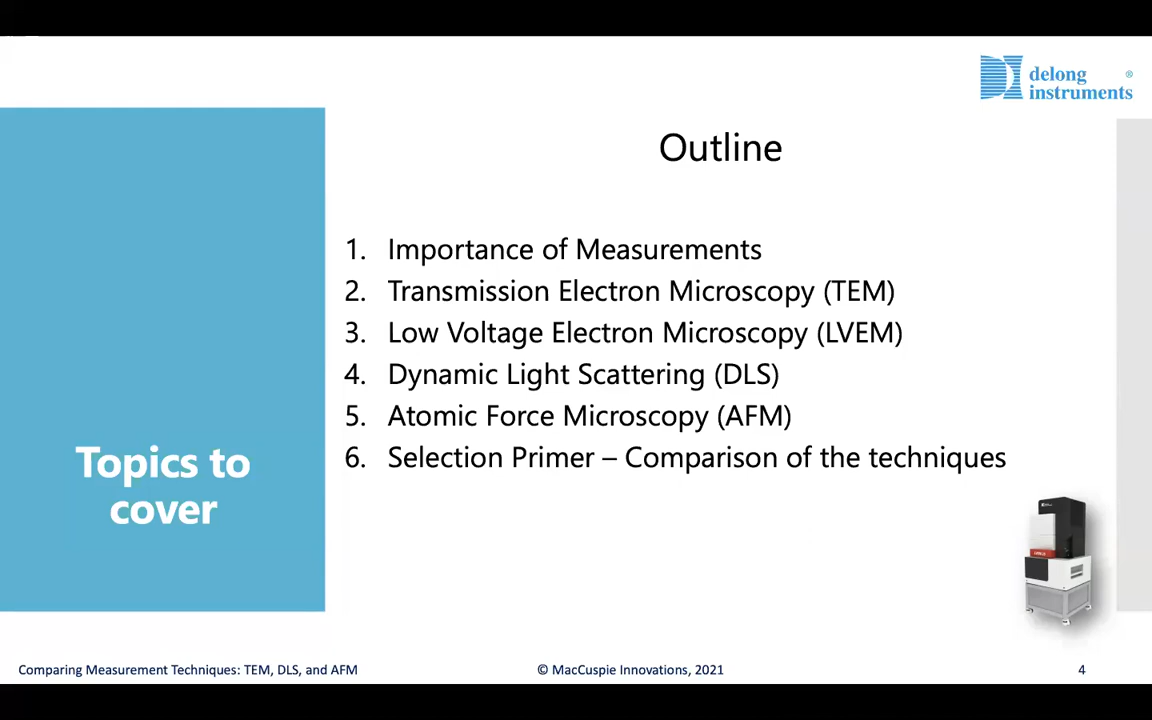 delong
instruments ®
Outline
1. Importance of Measurements
2. Transmission Electron Microscopy (TEM)
3. Low Voltage Electron Microscopy (LVEM)
4. Dynamic Light Scattering (DLS)
5. Atomic Force Microscopy (AFM)
6. Selection Primer – Comparison of the techniques
Topics to
cover
Comparing Measurement Techniques: TEM, DLS, and AFM
© MacCuspie Innovations, 2021
4